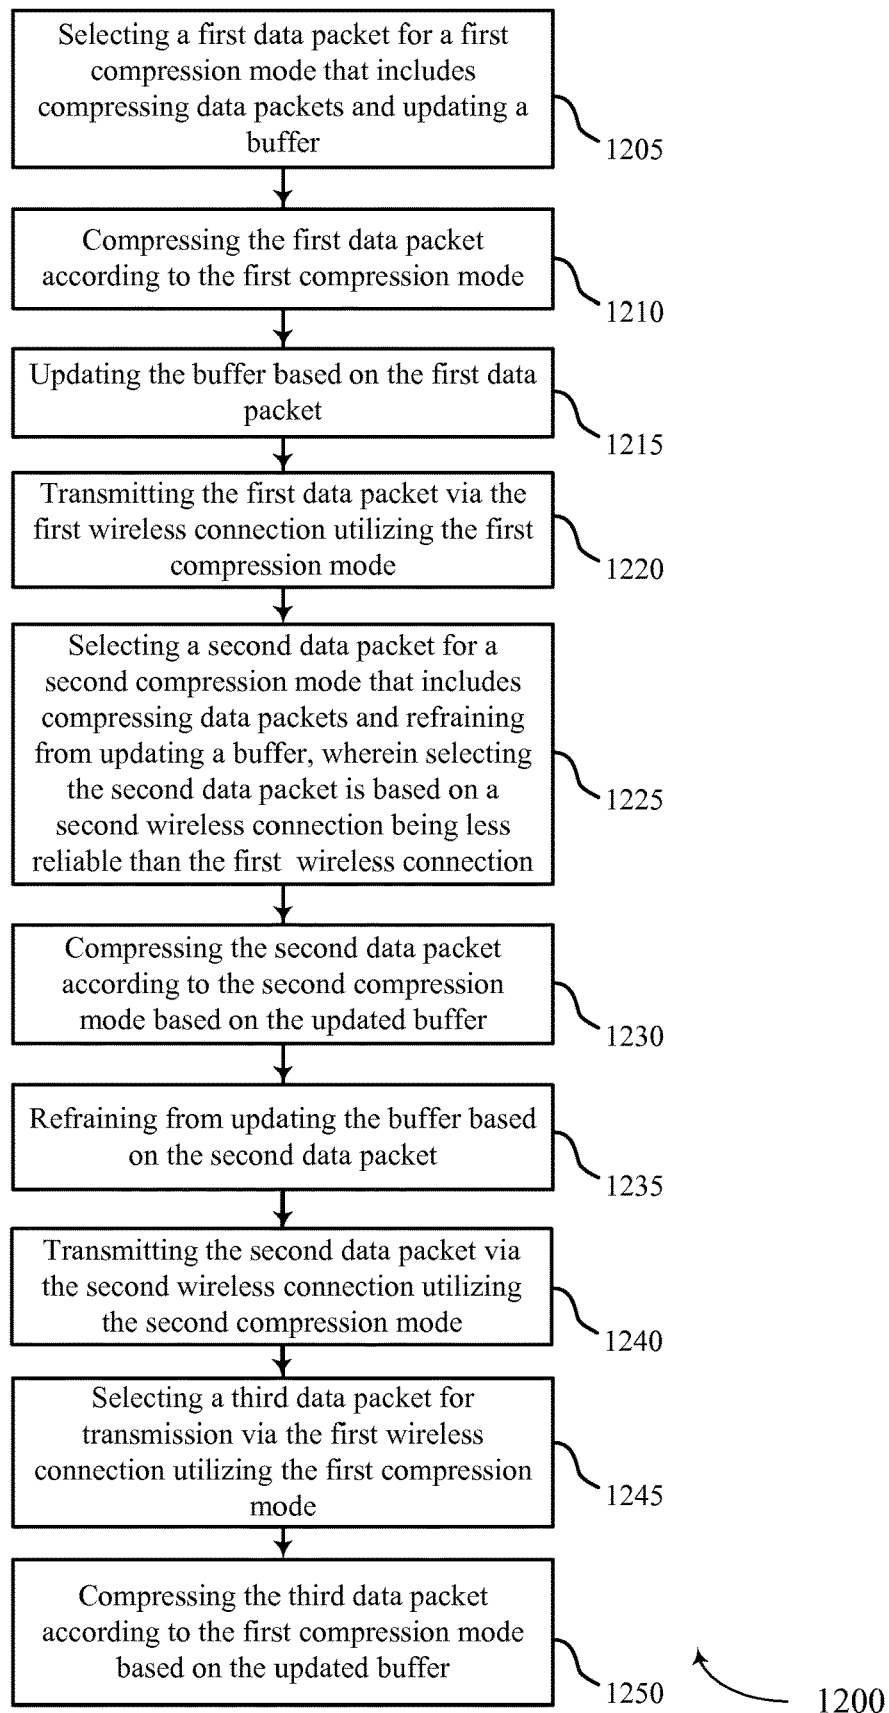 Selecting a first data packet for a first
compression mode that includes
compressing data packets and updating a
buffer
1205
Compressing the first data packet
according to the first compression mode
1210
Updating the buffer based on the first data
packet
1215
Transmitting the first data packet via the
first wireless connection utilizing the first
compression mode
1220
Selecting a second data packet for a
second compression mode that includes
compressing data packets and refraining
from updating a buffer, wherein selecting
the second data packet is based on a
second wireless connection being less
reliable than the first wireless connection
1225
Compressing the second data packet
according to the second compression
mode based on the updated buffer
1230
Refraining from updating the buffer based
on the second data packet
1235
Transmitting the second data packet via
the second wireless connection utilizing
the second compression mode
1240
Selecting a third data packet for
transmission via the first wireless
connection utilizing the first compression
mode
1245
Compressing the third data packet
according to the first compression mode
based on the updated buffer
1250
1200